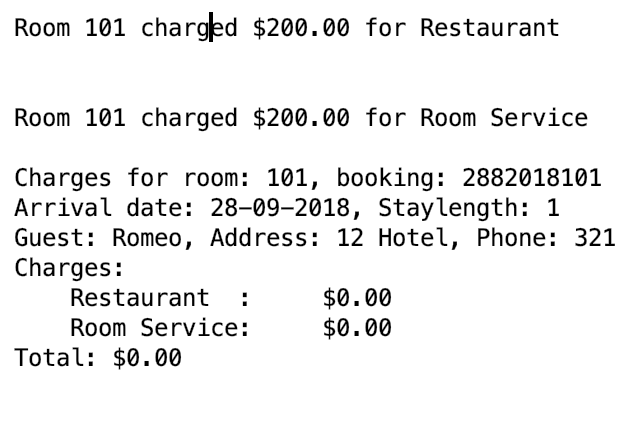 Room 101 charged $200.00 for Restaurant
Room 101 charged $200.00 for Room Service
Charges for room: 101, booking: 2882018101
Arrival date: 28-09-2018, Staylength: 1
Guest: Romeo, Address: 12 Hotel, Phone: 321
Charges:
    Restaurant  :     $0.00
    Room Service:     $0.00
Total: $0.00